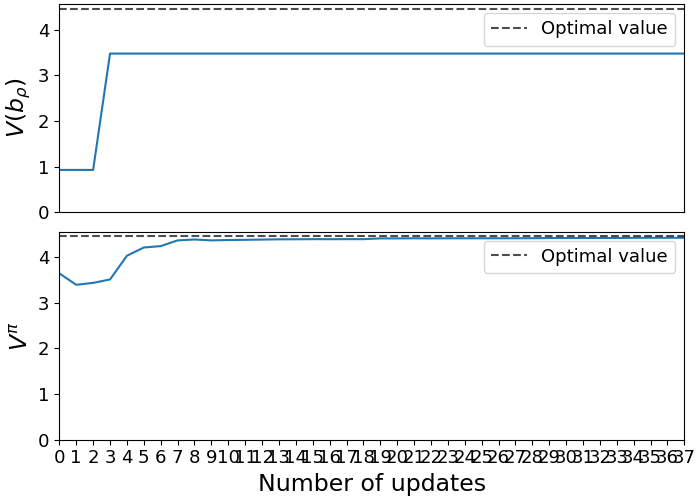 4
3
2
1
0
V(b_ρ)
Optimal value
4
3
2
1
0
V^π
Optimal value
0 1 2 3 4 5 6 7 8 9 10 11 12 13 14 15 16 17 18 19 20 21 22 23 24 25 26 27 28 29 30 31 32 33 34 35 36 37
Number of updates